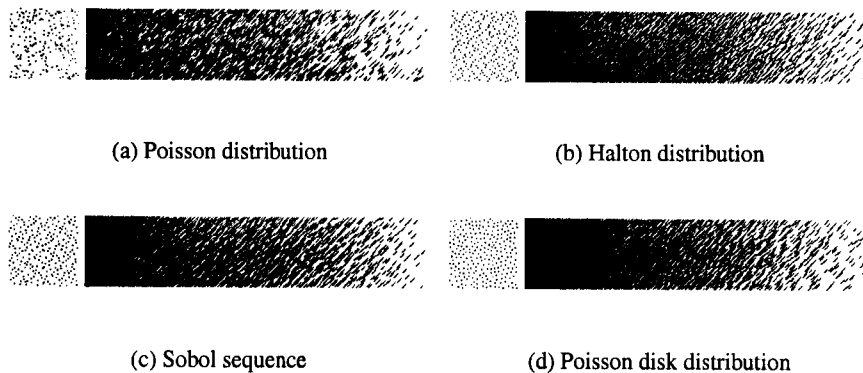 (a) Poisson distribution
(b) Halton distribution
(c) Sobol sequence
(d) Poisson disk distribution